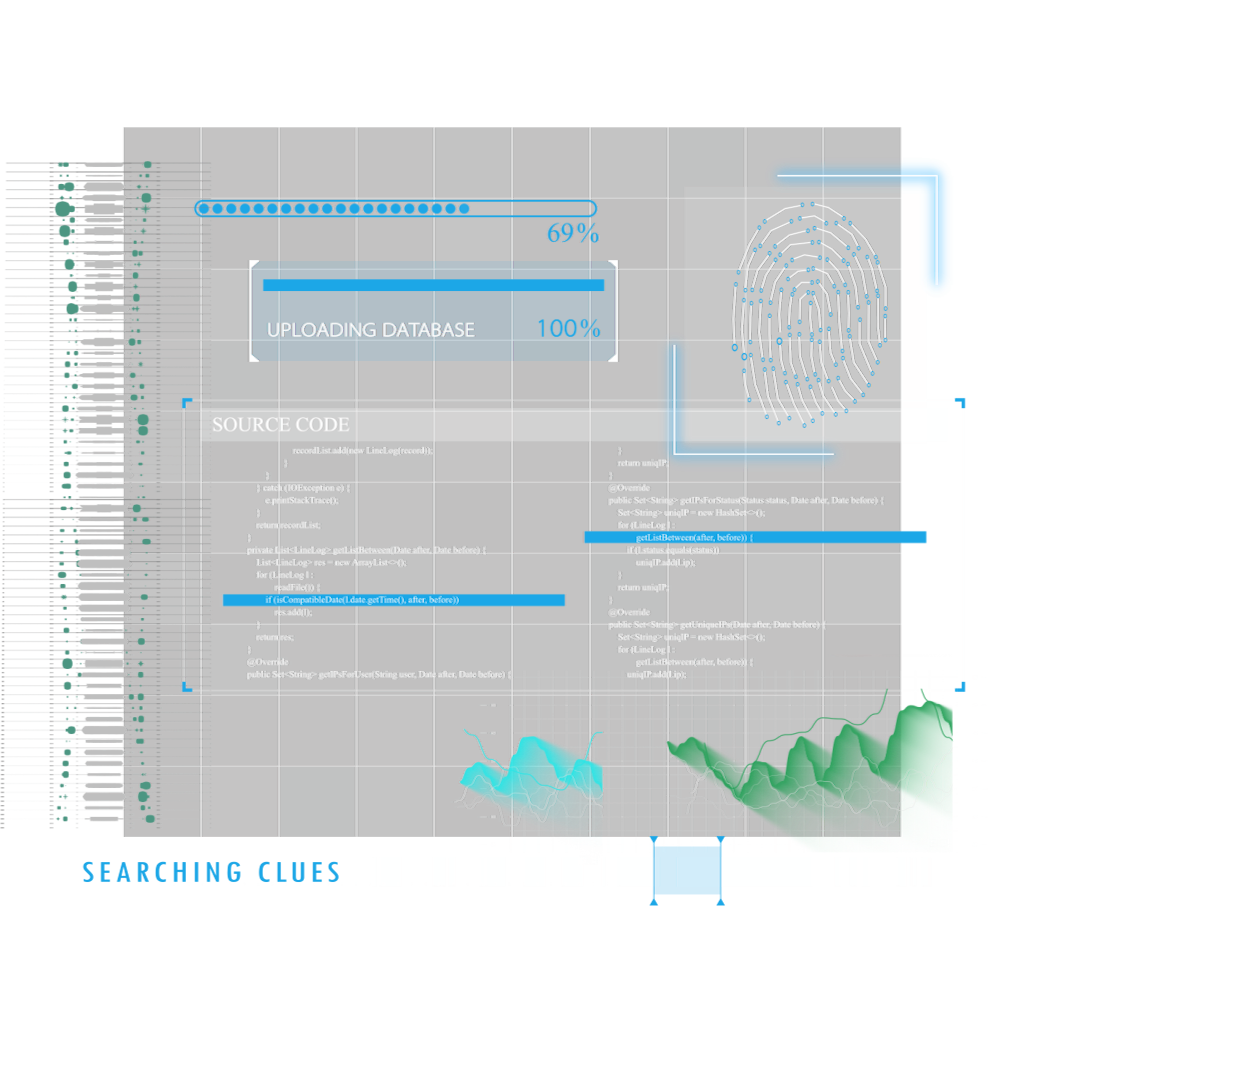 69%
UPLOADING DATABASE 100%
SOURCE CODE
recordList.add(new LineLog(record));
}
}
} catch (IOException e) {
e.printStackTrace();
}
return recordList;
}
private List<LineLog> getListBetween(Date after, Date before) {
List<LineLog> res = new ArrayList<>();
for (LineLog l :
readFile()) {
if (isCompatibleDate(l.date.getTime(), after, before))
res.add(l);
}
return res;
}
@Override
public Set<String> getIPsForUser(String user, Date after, Date before) {
}
return uniqIP;
}
@Override
public Set<String> getIPsForStatus(Status status, Date after, Date before) {
Set<String> uniqIP = new HashSet<>();
for (LineLog l :
getListBetween(after, before)) {
if (l.status.equals(status))
uniqIP.add(l.ip);
}
return uniqIP;
}
@Override
public Set<String> getUniqueIPs(Date after, Date before) {
Set<String> uniqIP = new HashSet<>();
for (LineLog l :
getListBetween(after, before)) {
uniqIP.add(l.ip);
SEARCHING CLUES